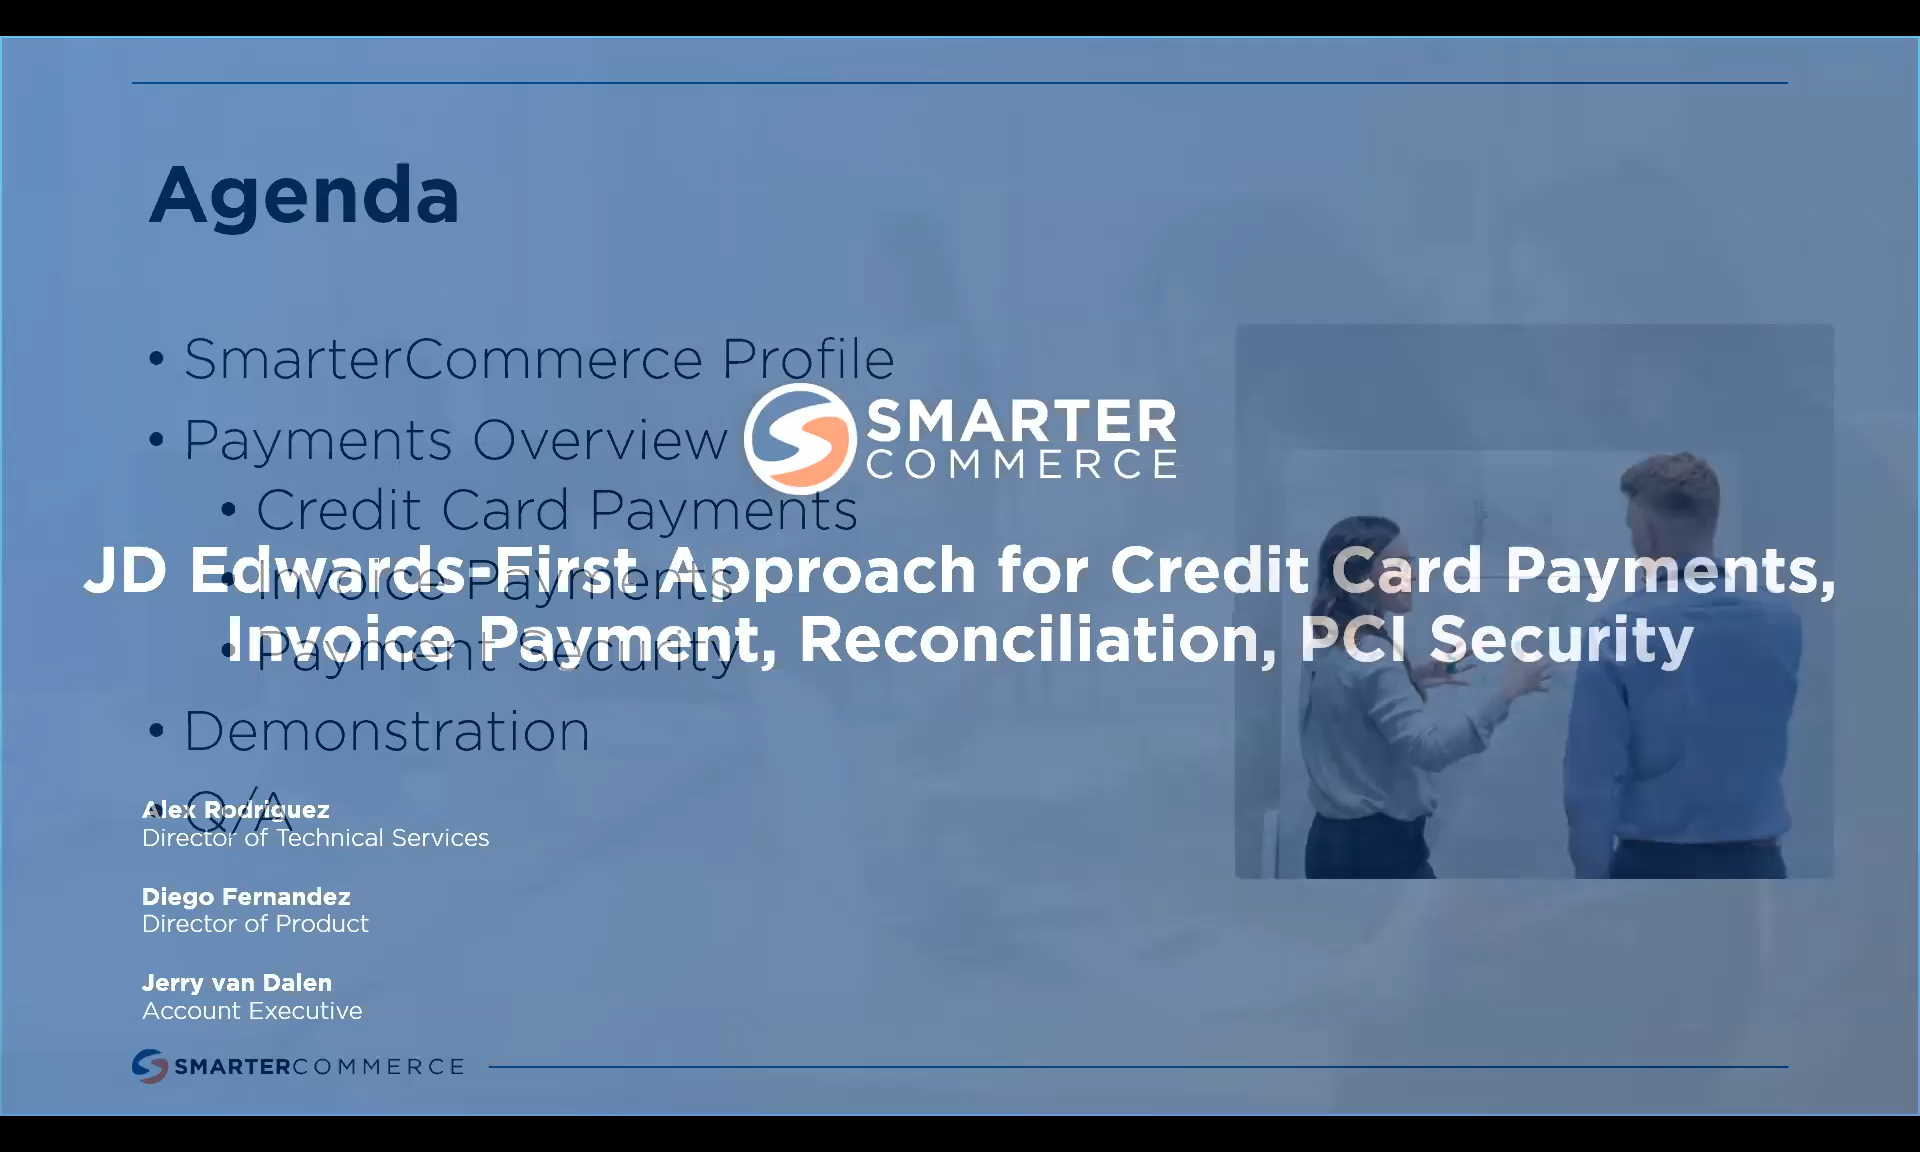 Agenda
• SmarterCommerce Profile
• Payments Overview
• Credit Card Payments
• Invoice Payments
• Payment Security
• Demonstration
• Q/A
SMARTER
COMMERCE
JD Edwards-First Approach for Credit Card Payments,
Invoice Payment, Reconciliation, PCI Security
Alex Rodriguez
Director of Technical Services
Diego Fernandez
Director of Product
Jerry van Dalen
Account Executive
SMARTERCOMMERCE